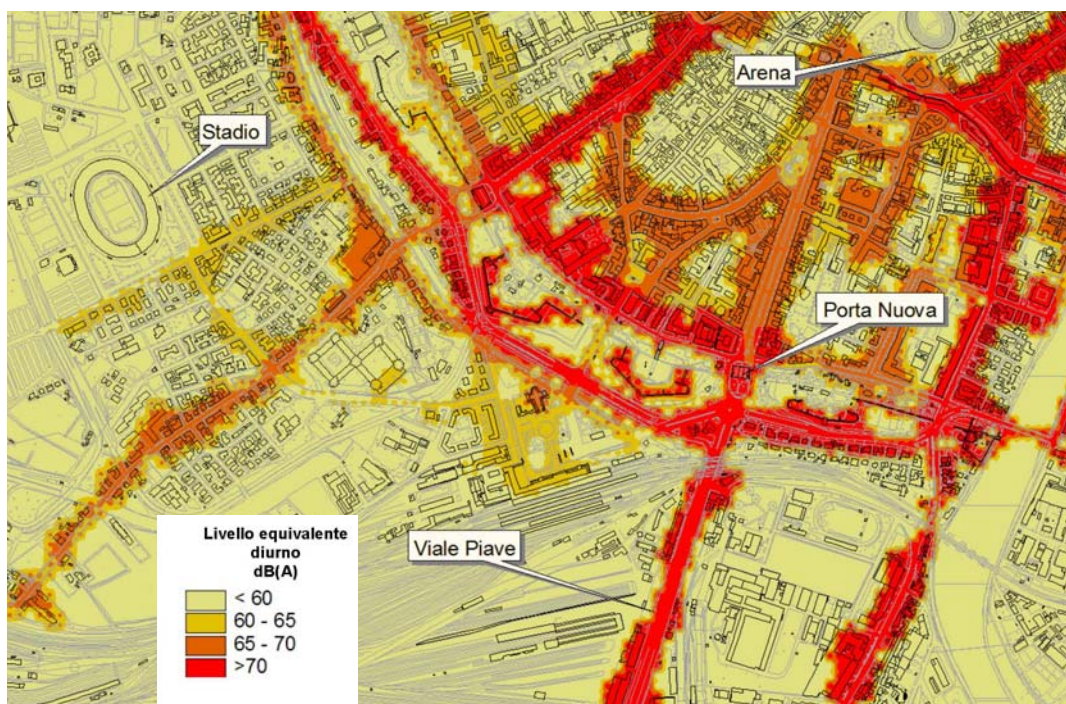 Arena
Stadio
Porta Nuova
Viale Piave
Livello equivalente
diurno
dB(A)
< 60
60 - 65
65 - 70
>70